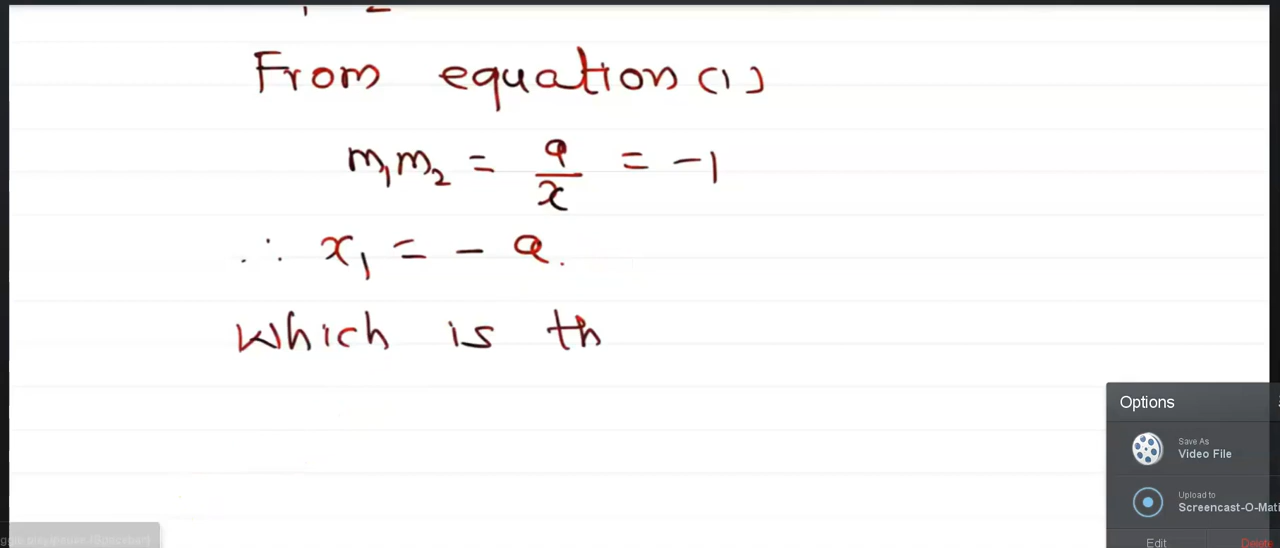 From equation (1)
m₁m₂ = a/x = -1
∴ x₁ = - a.
which is th
Options
Save As
Video File
Upload to
Screencast-O-Mati
Edit
Delete